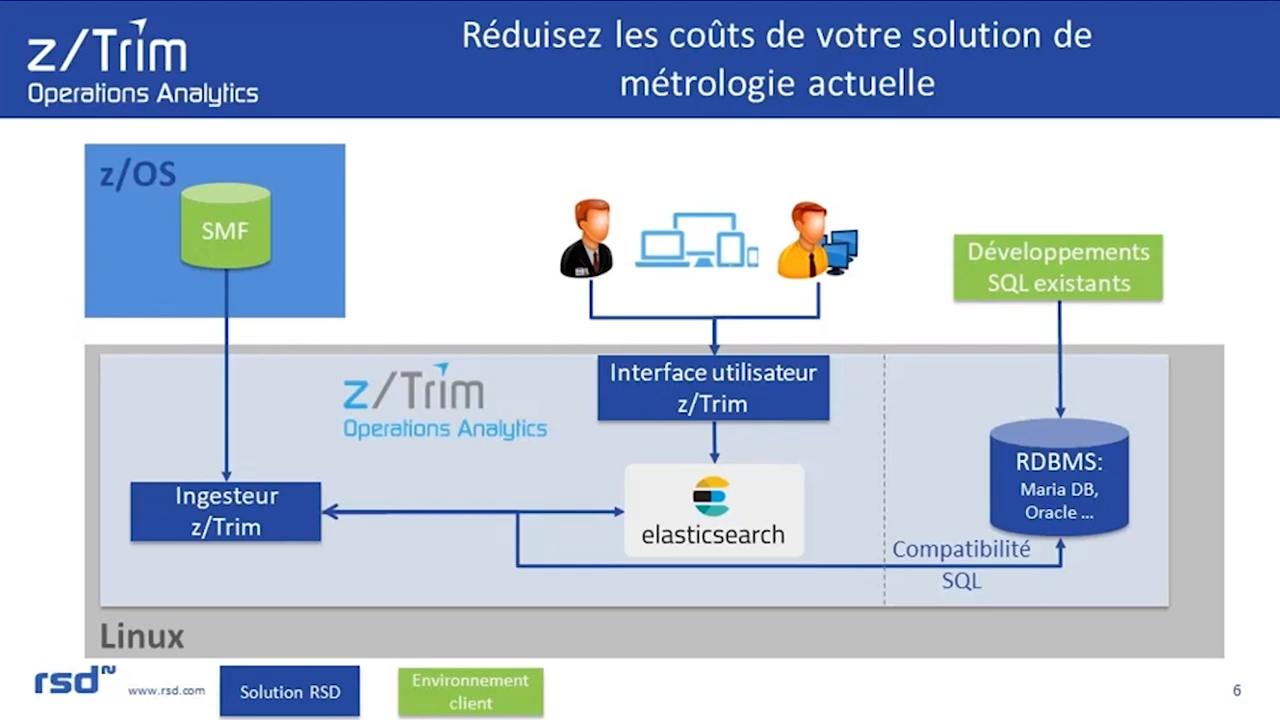 z/Trim
Operations Analytics
Réduisez les coûts de votre solution de
métrologie actuelle
z/OS
SMF
Développements
SQL existants
z/Trim
Operations Analytics
Interface utilisateur
z/Trim
RDBMS:
Maria DB,
Oracle ...
Ingesteur
z/Trim
elasticsearch
Compatibilité
SQL
Linux
rsd
www.rsd.com
Solution RSD
Environnement
client
6